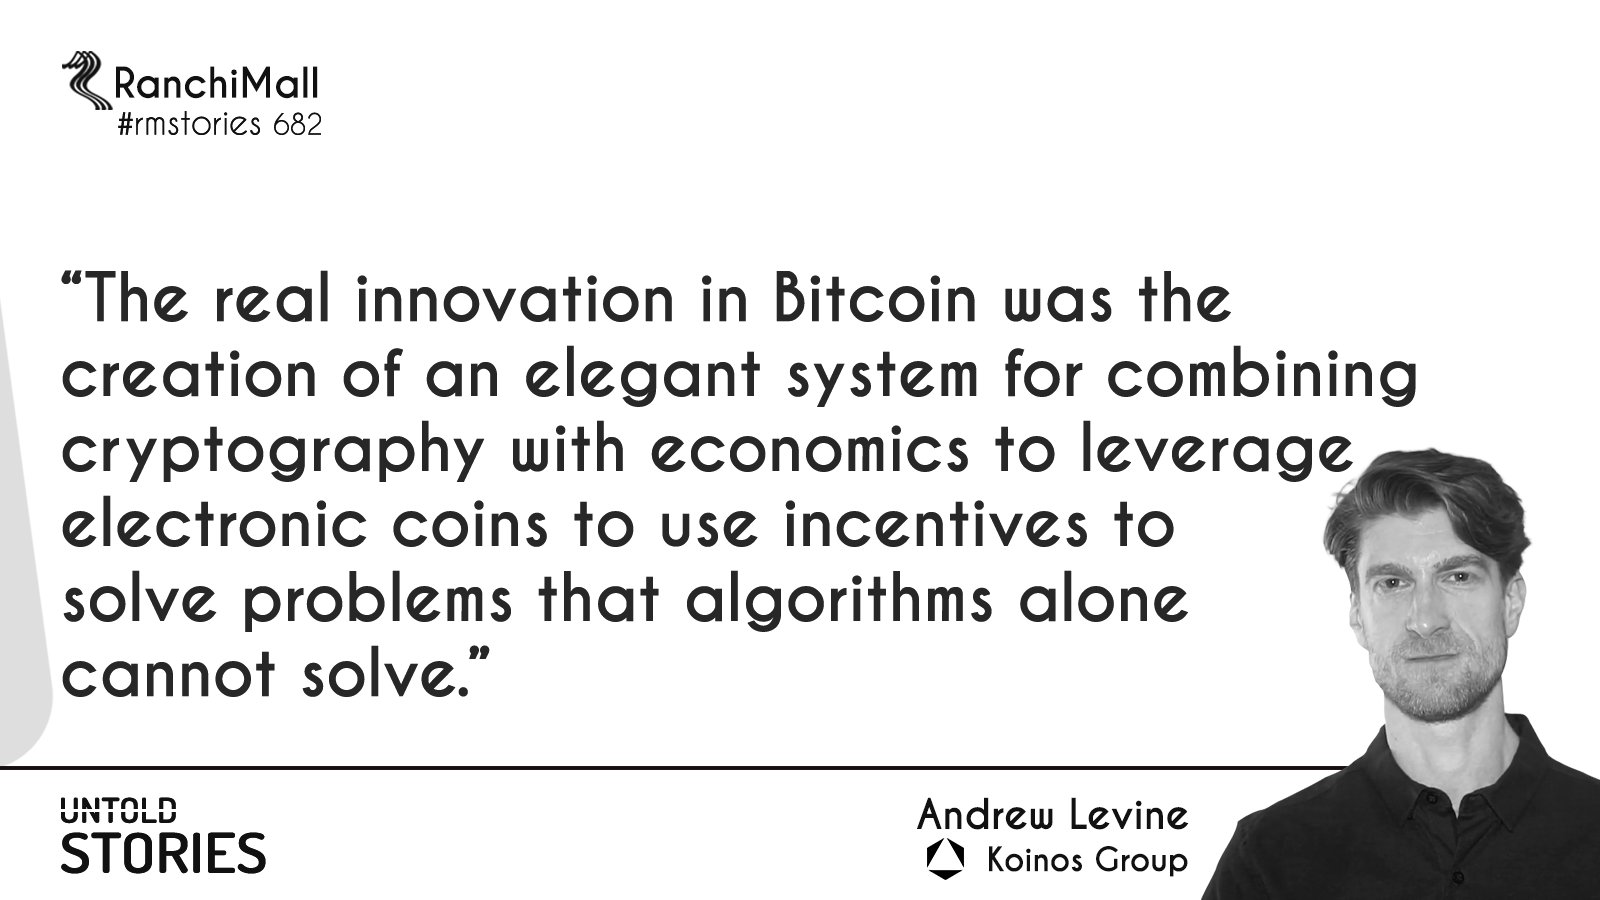 RanchiMall
#rmstories 682
“The real innovation in Bitcoin was the
creation of an elegant system for combining
cryptography with economics to leverage
electronic coins to use incentives to
solve problems that algorithms alone
cannot solve.”
UNTOLD
STORIES
Andrew Levine
Koinos Group